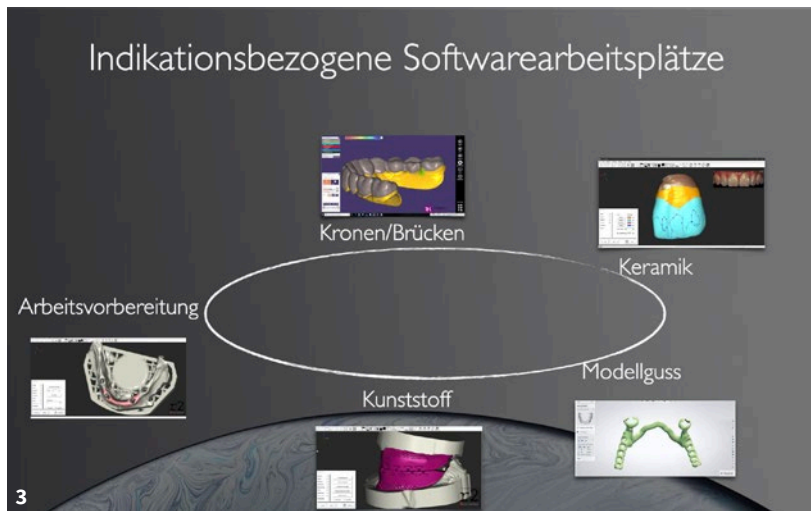 Indikationsbezogene Softwarearbeitsplätze
Kronen/Brücken
Keramik
Arbeitsvorbereitung
Modellguss
Kunststoff
3